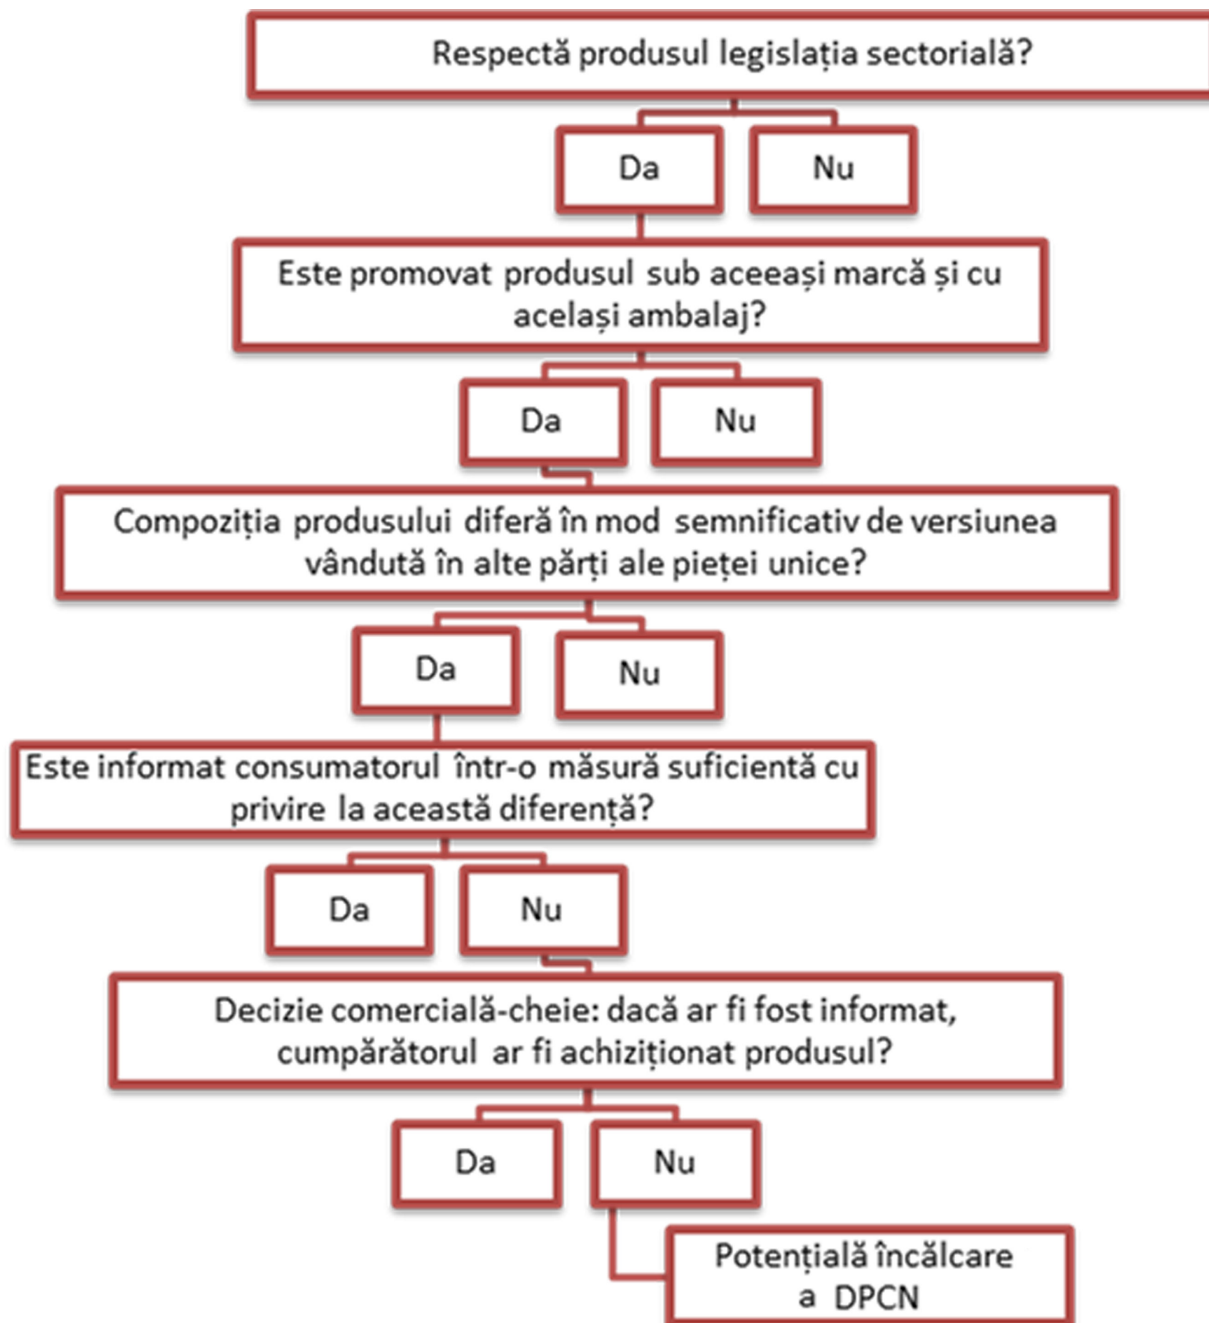 Respectă produsul legislația sectorială?
Da
Nu
Este promovat produsul sub aceeași marcă și cu
același ambalaj?
Da
Nu
Compoziția produsului diferă în mod semnificativ de versiunea
vândută în alte părți ale pieței unice?
Da
Nu
Este informat consumatorul într-o măsură suficientă cu
privire la această diferență?
Da
Nu
Decizie comercială-cheie: dacă ar fi fost informat,
cumpărătorul ar fi achiziționat produsul?
Da
Nu
Potențială încălcare
a DPCN